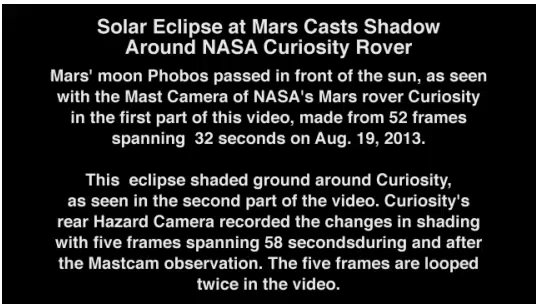 Solar Eclipse at Mars Casts Shadow
Around NASA Curiosity Rover
Mars' moon Phobos passed in front of the sun, as seen
with the Mast Camera of NASA's Mars rover Curiosity
in the first part of this video, made from 52 frames
spanning 32 seconds on Aug. 19, 2013.
This eclipse shaded ground around Curiosity,
as seen in the second part of the video. Curiosity's
rear Hazard Camera recorded the changes in shading
with five frames spanning 58 secondsduring and after
the Mastcam observation. The five frames are looped
twice in the video.